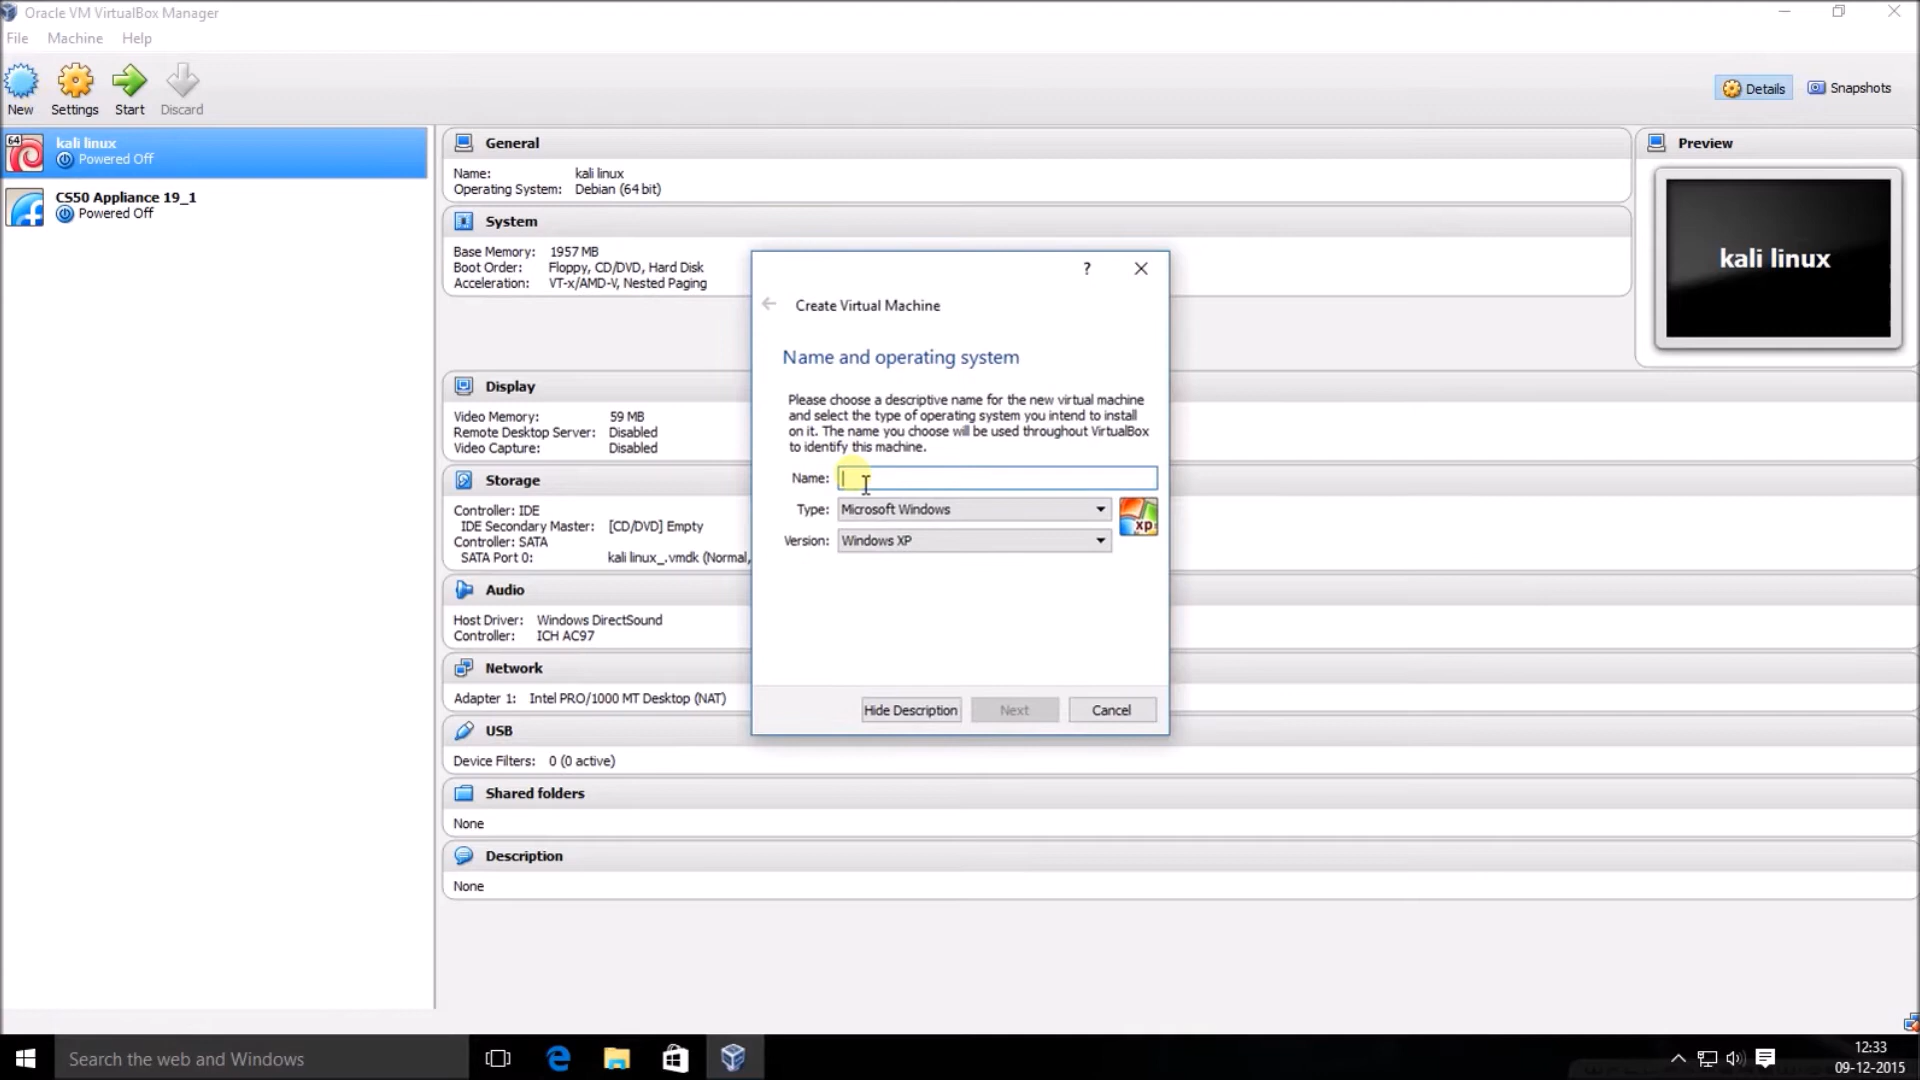 Oracle VM VirtualBox Manager
File Machine Help
New Settings Start Discard
Details Snapshots
64
kali linux
Powered Off
CS50 Appliance 19_1
Powered Off
General
Name: kali linux
Operating System: Debian (64 bit)
System
Base Memory: 1957 MB
Boot Order: Floppy, CD/DVD, Hard Disk
Acceleration: VT-x/AMD-V, Nested Paging
Display
Video Memory: 59 MB
Remote Desktop Server: Disabled
Video Capture: Disabled
Storage
Controller: IDE
IDE Secondary Master: [CD/DVD] Empty
Controller: SATA
SATA Port 0: kali linux_.vmdk (Normal,
Audio
Host Driver: Windows DirectSound
Controller: ICH AC97
Network
Adapter 1: Intel PRO/1000 MT Desktop (NAT)
USB
Device Filters: 0 (0 active)
Shared folders
None
Description
None
Preview
kali linux
?
Create Virtual Machine
Name and operating system
Please choose a descriptive name for the new virtual machine
and select the type of operating system you intend to install
on it. The name you choose will be used throughout VirtualBox
to identify this machine.
Name:
Type: Microsoft Windows
xp
Version: Windows XP
Hide Description Next Cancel
Search the web and Windows
12:33
09-12-2015